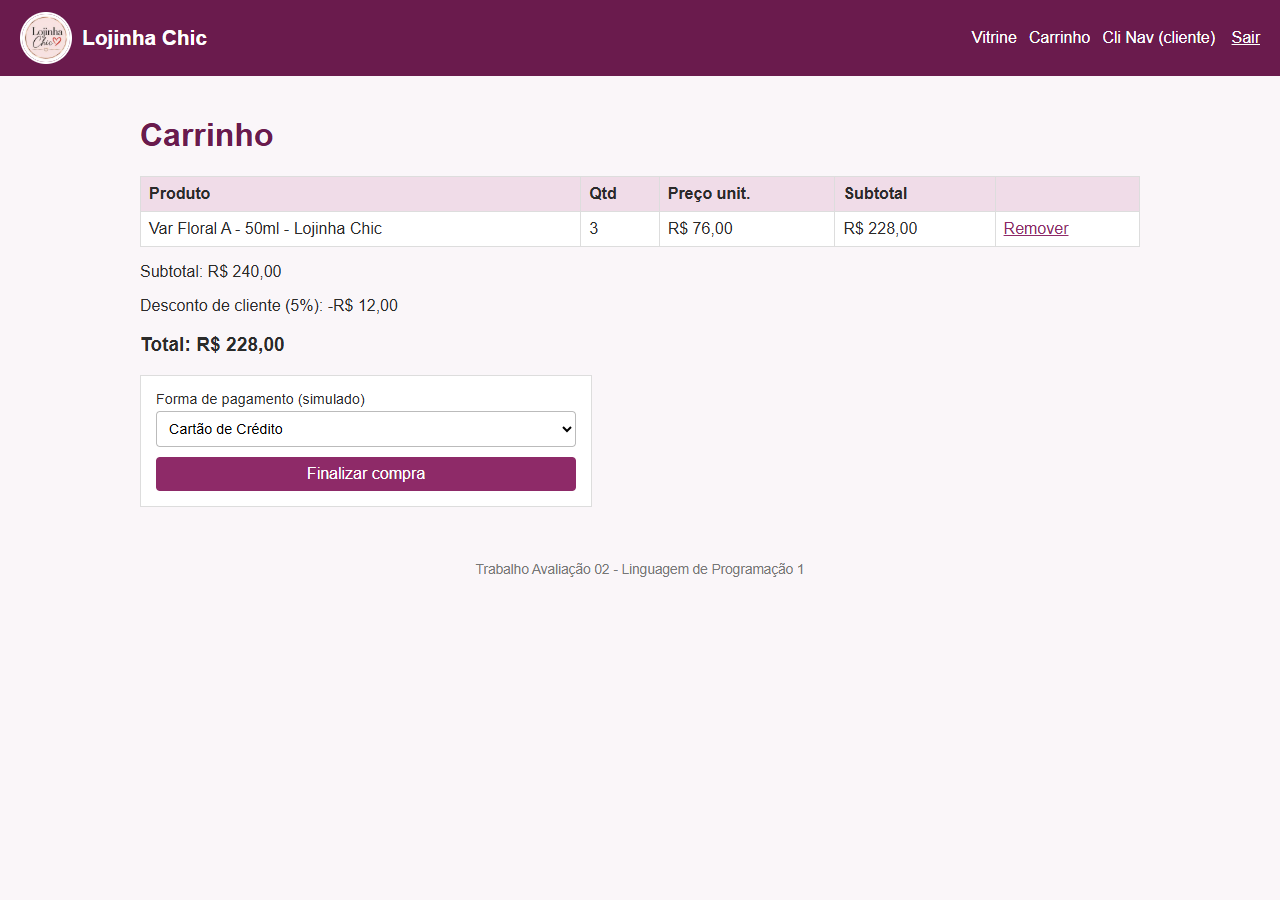 Lojinha
Chic
Lojinha Chic
Vitrine Carrinho Cli Nav (cliente) Sair
Carrinho
Produto Qtd Preço unit. Subtotal
Var Floral A - 50ml - Lojinha Chic 3 R$ 76,00 R$ 228,00 Remover
Subtotal: R$ 240,00
Desconto de cliente (5%): -R$ 12,00
Total: R$ 228,00
Forma de pagamento (simulado)
Cartão de Crédito
Finalizar compra
Trabalho Avaliação 02 - Linguagem de Programação 1